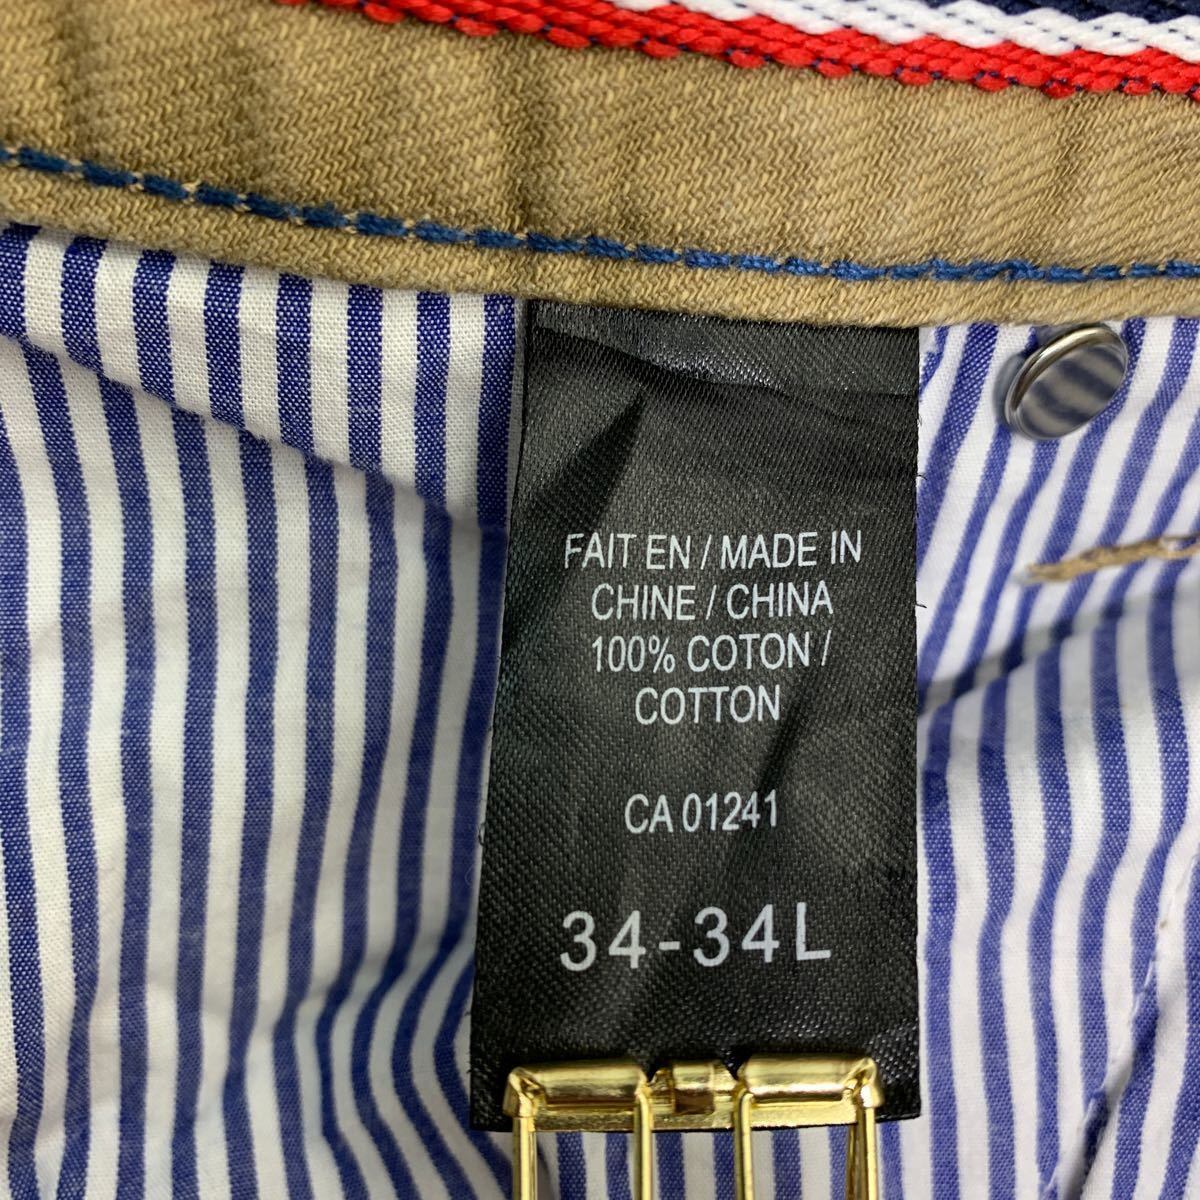 FAIT EN / MADE IN
CHINE / CHINA
100% COTON /
COTTON
CA 01241
34-34L